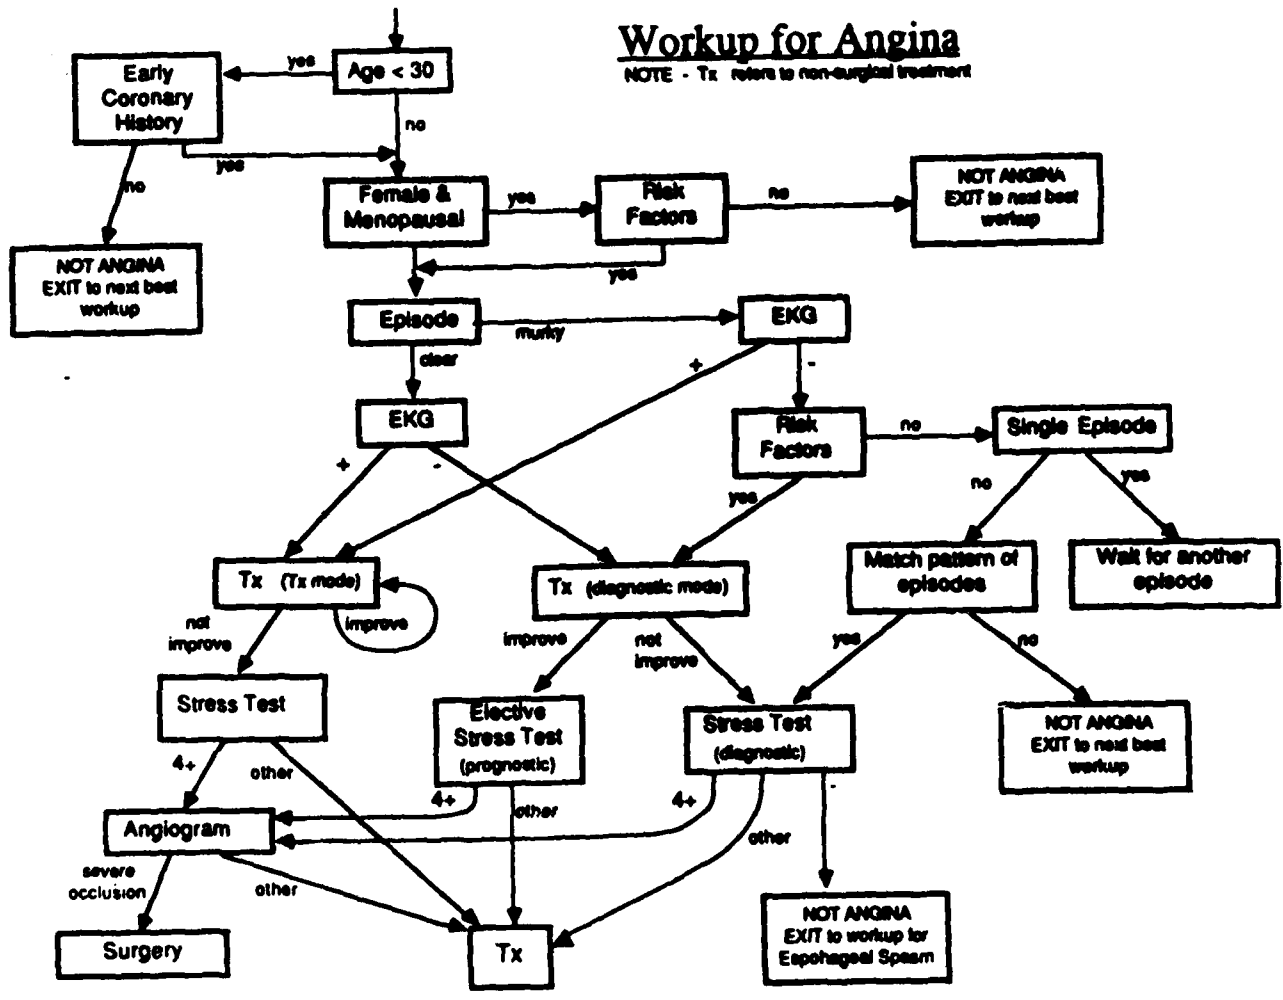 Workup for Angina
NOTE - Tx refers to non-surgical treatment
Age < 30
yes
no
Early
Coronary
History
yes
no
Female &
Menopausal
yes
Risk
Factors
no
yes
NOT ANGINA
EXIT to next best
workup
NOT ANGINA
EXIT to next best
workup
Episode
murky
clear
EKG
+
-
EKG
+
-
Risk
Factors
no
yes
Single Episode
no
yes
Tx (Tx mode)
improve
not
improve
Tx (diagnostic mode)
improve
not
improve
Match pattern of
episodes
yes
no
Wait for another
episode
Stress Test
4+
other
Elective
Stress Test
(prognostic)
4+
other
Stress Test
(diagnostic)
4+
other
-
NOT ANGINA
EXIT to next best
workup
Angiogram
severe
occlusion
other
Surgery
Tx
NOT ANGINA
EXIT to workup for
Espohageal Spasm